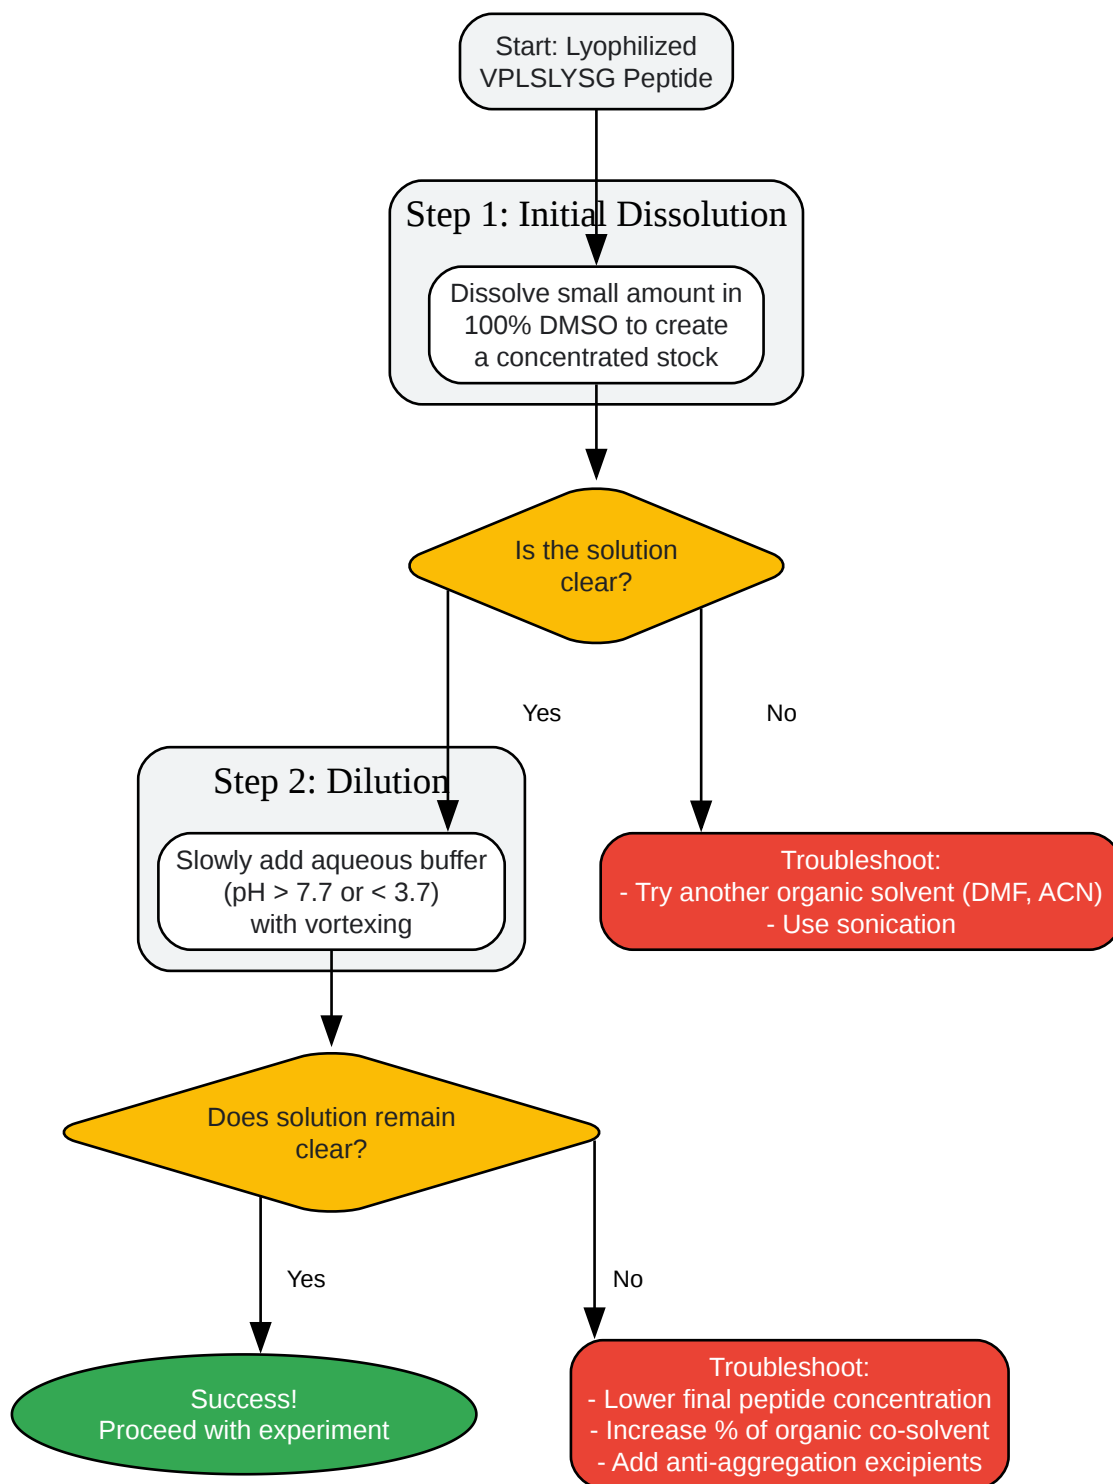 Start: Lyophilized
VPLSLYSG Peptide
Step 1: Initial Dissolution
Dissolve small amount in
100% DMSO to create
a concentrated stock
Is the solution
clear?
Yes
No
Step 2: Dilution
Slowly add aqueous buffer
(pH > 7.7 or < 3.7)
with vortexing
Troubleshoot:
- Try another organic solvent (DMF, ACN)
- Use sonication
Does solution remain
clear?
Yes
No
Success!
Proceed with experiment
Troubleshoot:
- Lower final peptide concentration
- Increase % of organic co-solvent
- Add anti-aggregation excipients